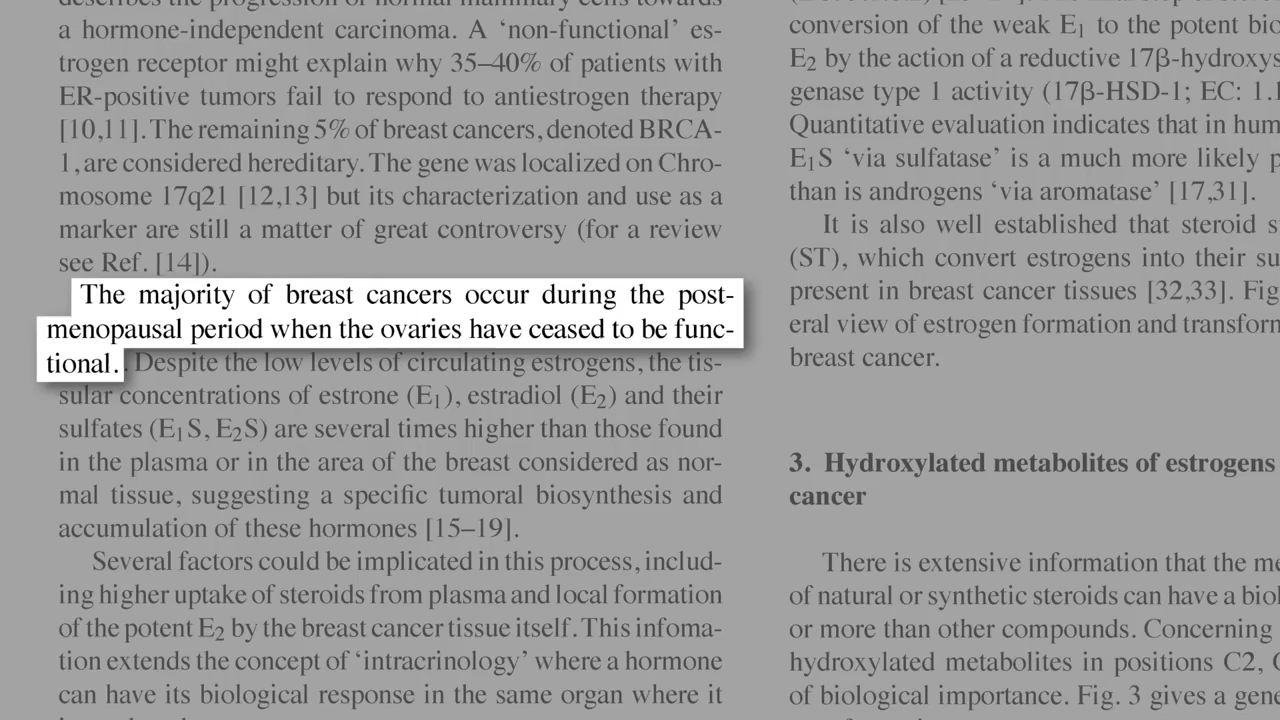 describes the progression of normal mammary cells towards
a hormone-independent carcinoma. A ‘non-functional’ es-
trogen receptor might explain why 35–40% of patients with
ER-positive tumors fail to respond to antiestrogen therapy
[10,11]. The remaining 5% of breast cancers, denoted BRCA-
1, are considered hereditary. The gene was localized on Chro-
mosome 17q21 [12,13] but its characterization and use as a
marker are still a matter of great controversy (for a review
see Ref. [14]).
The majority of breast cancers occur during the post-
menopausal period when the ovaries have ceased to be func-
tional. Despite the low levels of circulating estrogens, the tis-
sular concentrations of estrone (E1), estradiol (E2) and their
sulfates (E1S, E2S) are several times higher than those found
in the plasma or in the area of the breast considered as nor-
mal tissue, suggesting a specific tumoral biosynthesis and
accumulation of these hormones [15–19].
Several factors could be implicated in this process, includ-
ing higher uptake of steroids from plasma and local formation
of the potent E2 by the breast cancer tissue itself. This infoma-
tion extends the concept of ‘intracrinology’ where a hormone
can have its biological response in the same organ where it
conversion of the weak E1 to the potent bio
E2 by the action of a reductive 17β-hydroxys
genase type 1 activity (17β-HSD-1; EC: 1.1
Quantitative evaluation indicates that in hum
E1S ‘via sulfatase’ is a much more likely p
than is androgens ‘via aromatase’ [17,31].
It is also well established that steroid s
(ST), which convert estrogens into their su
present in breast cancer tissues [32,33]. Fig
eral view of estrogen formation and transform
breast cancer.
3. Hydroxylated metabolites of estrogens
cancer
There is extensive information that the me
of natural or synthetic steroids can have a biol
or more than other compounds. Concerning
hydroxylated metabolites in positions C2, C
of biological importance. Fig. 3 gives a gene